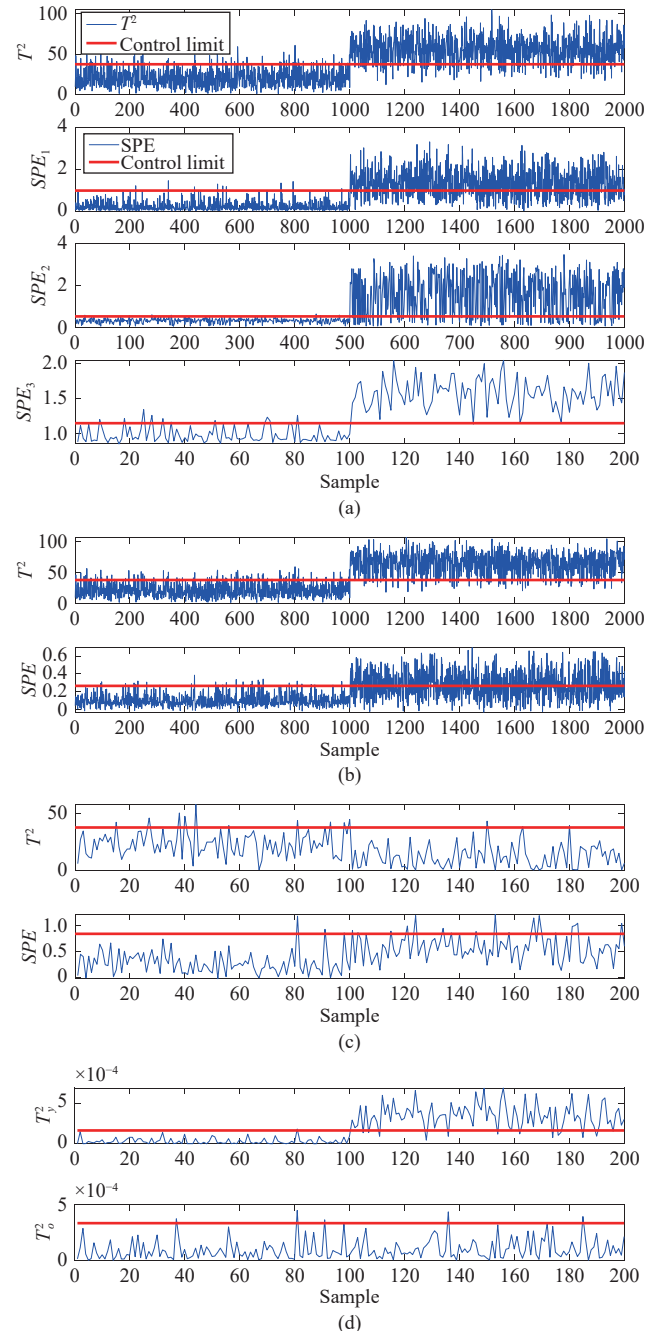 100
50
0
T²
T²
Control limit
0 200 400 600 800 1000 1200 1400 1600 1800 2000
4
2
0
SPE₁
SPE
Control limit
0 200 400 600 800 1000 1200 1400 1600 1800 2000
4
2
0
SPE₂
0 100 200 300 400 500 600 700 800 900 1000
2.0
1.5
1.0
SPE₃
0 20 40 60 80 100 120 140 160 180 200
Sample
(a)
100
50
0
T²
0 200 400 600 800 1000 1200 1400 1600 1800 2000
0.6
0.4
0.2
0
SPE
0 200 400 600 800 1000 1200 1400 1600 1800 2000
Sample
(b)
50
0
T²
0 20 40 60 80 100 120 140 160 180 200
1.0
0.5
0
SPE
0 20 40 60 80 100 120 140 160 180 200
Sample
(c)
×10⁻⁴
5
0
T²y
0 20 40 60 80 100 120 140 160 180 200
×10⁻⁴
5
0
T²o
0 20 40 60 80 100 120 140 160 180 200
Sample
(d)